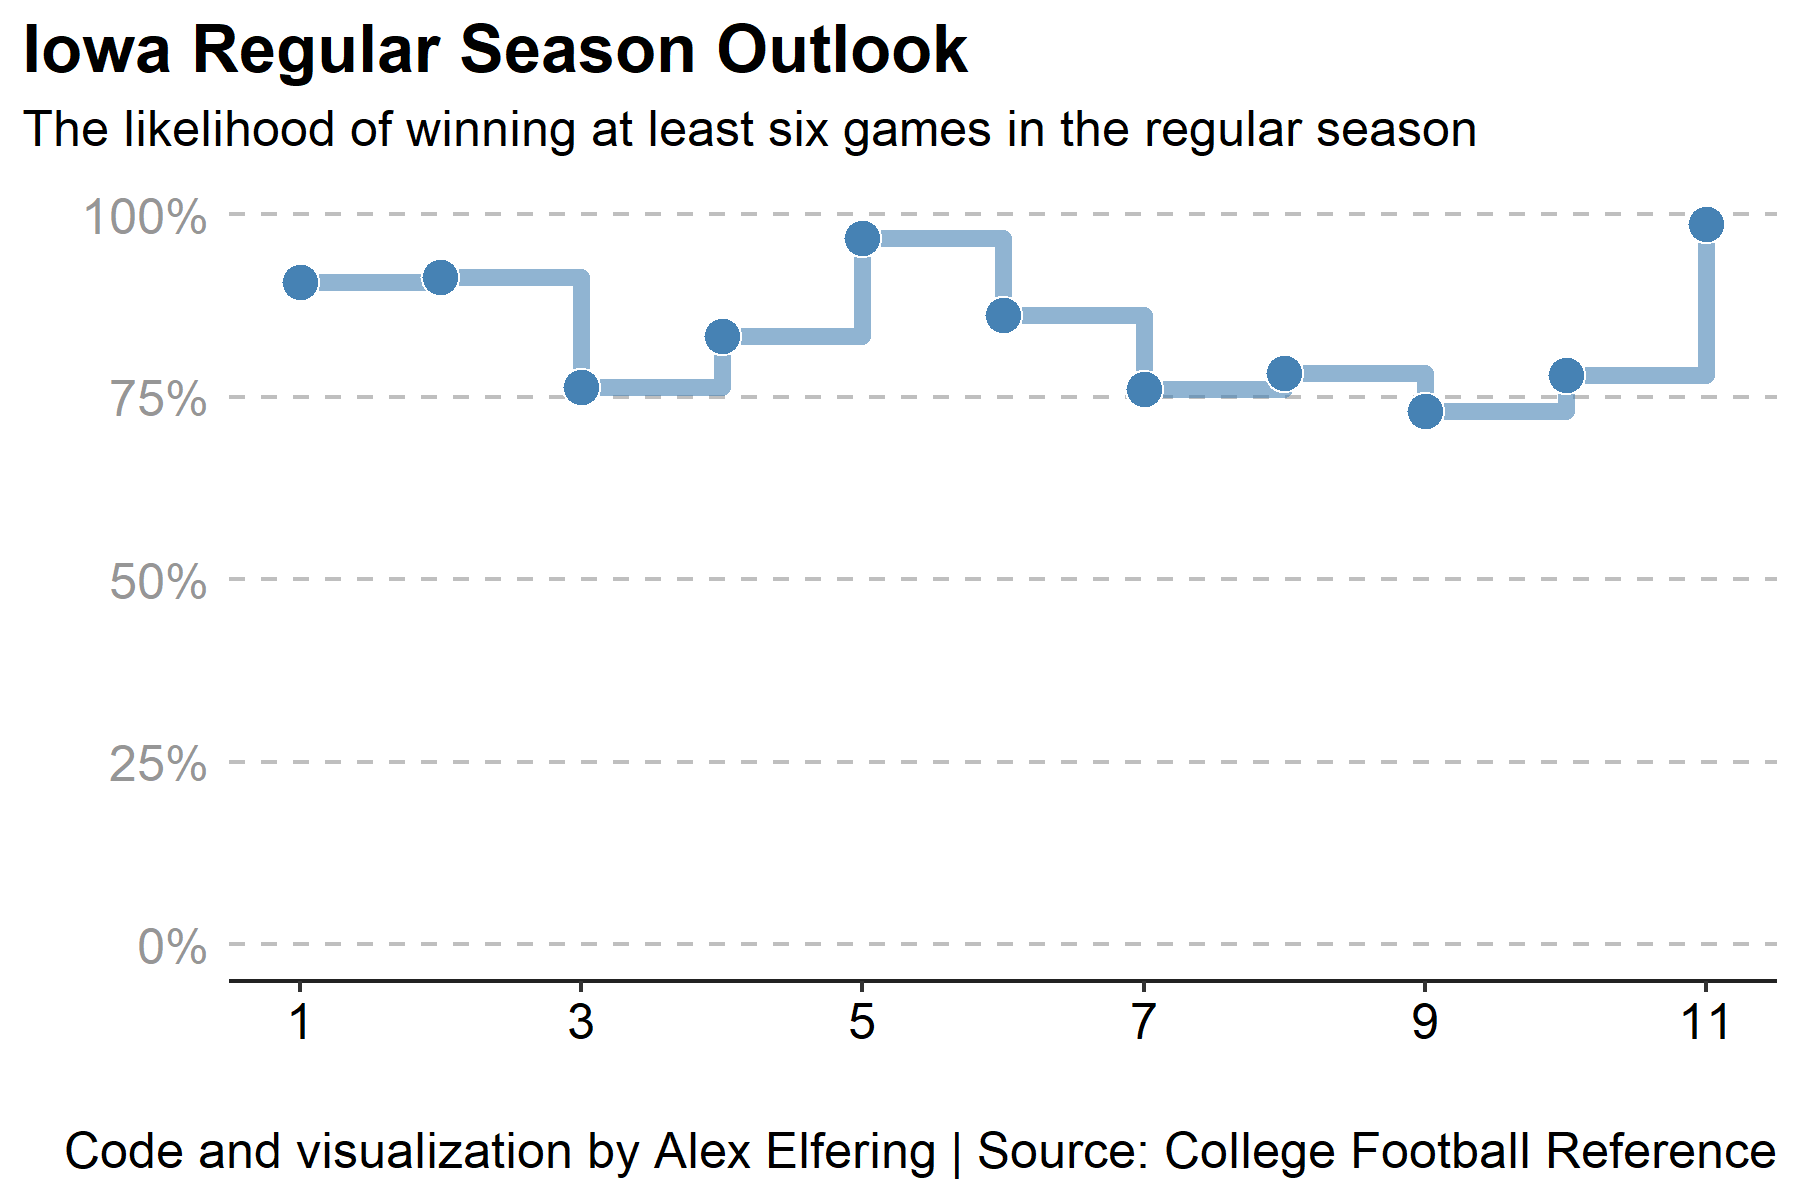 Iowa Regular Season Outlook
The likelihood of winning at least six games in the regular season
100%
75%
50%
25%
0%
1 3 5 7 9 11
Code and visualization by Alex Elfering | Source: College Football Reference